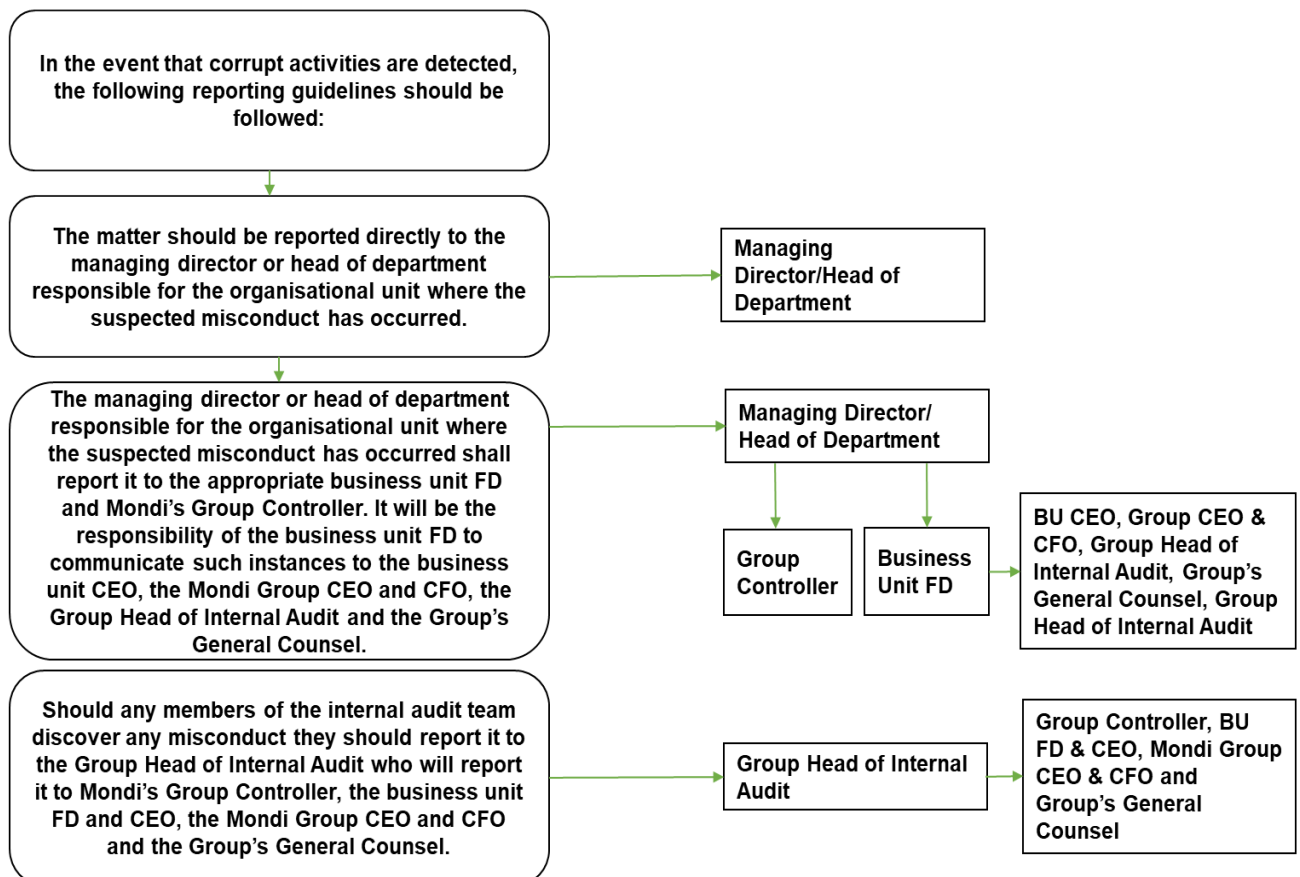 In the event that corrupt activities are detected,
the following reporting guidelines should be
followed:
The matter should be reported directly to the
managing director or head of department
responsible for the organisational unit where the
suspected misconduct has occurred.
Managing
Director/Head of
Department
The managing director or head of department
responsible for the organisational unit where
the suspected misconduct has occurred shall
report it to the appropriate business unit FD
and Mondi's Group Controller. It will be the
responsibility of the business unit FD to
communicate such instances to the business
unit CEO, the Mondi Group CEO and CFO, the
Group Head of Internal Audit and the Group's
General Counsel.
Managing Director/
Head of Department
Group
Controller
Business
Unit FD
BU CEO, Group CEO &
CFO, Group Head of
Internal Audit, Group's
General Counsel, Group
Head of Internal Audit
Should any members of the internal audit team
discover any misconduct they should report it to
the Group Head of Internal Audit who will report
it to Mondi's Group Controller, the business unit
FD and CEO, the Mondi Group CEO and CFO
and the Group's General Counsel.
Group Head of Internal
Audit
Group Controller, BU
FD & CEO, Mondi Group
CEO & CFO and
Group's General
Counsel